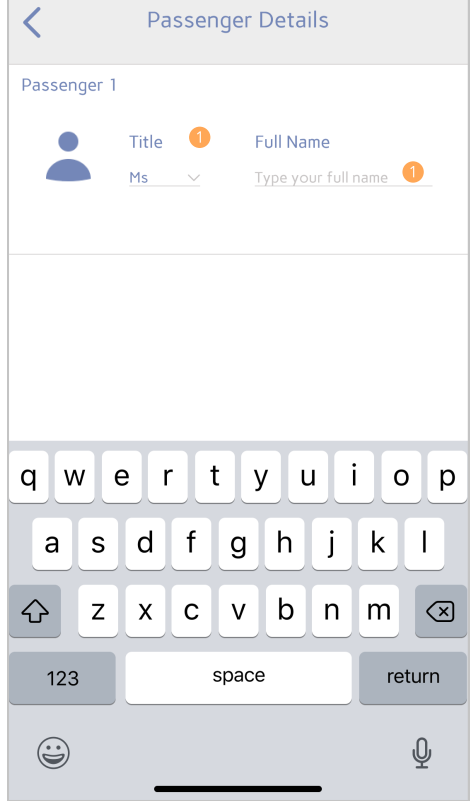 Passenger Details
Passenger 1
Title 1 Full Name
Ms Type your full name 1
q w e r t y u i o p
a s d f g h j k l
z x c v b n m
123 space return